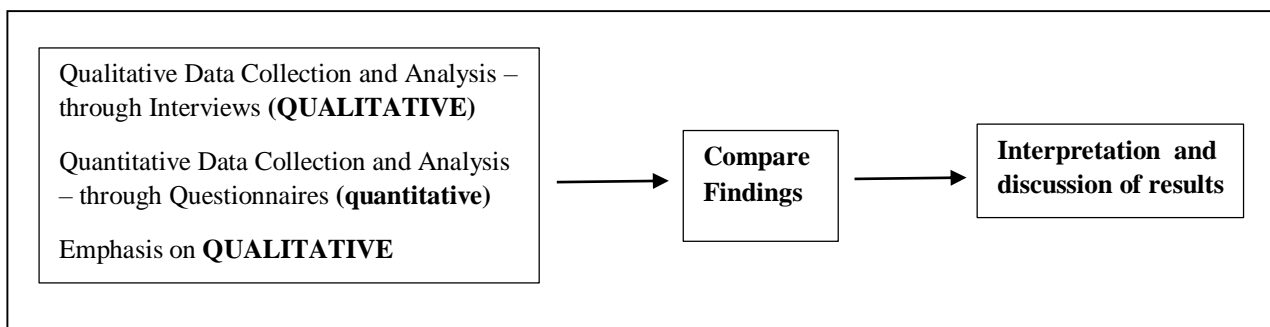 Qualitative Data Collection and Analysis –
through Interviews (QUALITATIVE)
Quantitative Data Collection and Analysis
– through Questionnaires (quantitative)
Emphasis on QUALITATIVE
Compare
Findings
Interpretation and
discussion of results